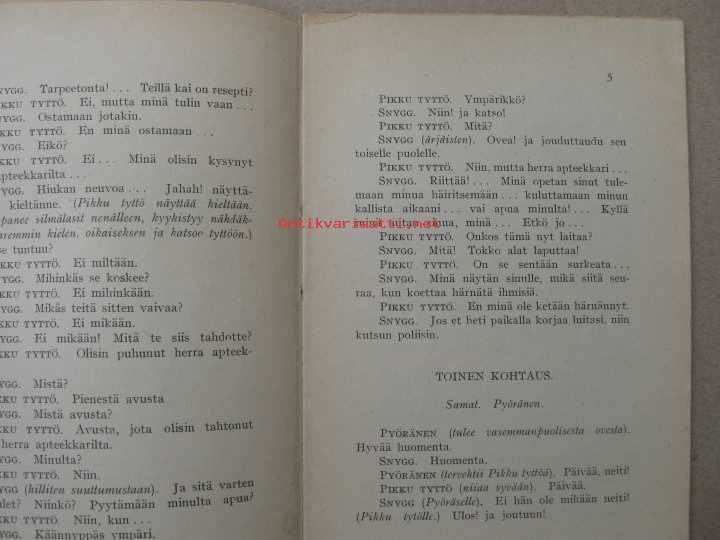 SNYGG. Tarpeetonta!... Teillä kai on resepti?
PIKKU TYTTÖ. Ei, mutta minä tulin vaan...
SNYGG. Ostamaan jotakin.
PIKKU TYTTÖ. En minä ostamaan...
SNYGG. Eikö?
PIKKU TYTTÖ. Ei... Minä olisin kysynyt
apteekkarilta...
SNYGG. Hiukan neuvoa... Jahah! näyttä-
kieltänne. (Pikku tyttö näyttää kieltään.
panee silmälasit nenälleen, kyykistyy nähdäk-
paremmin kielen, oikaiseksen ja katsoo tyttöön.)
se tuntuu?
PIKKU TYTTÖ. Ei miltään.
SNYGG. Mihinkäs se koskee?
PIKKU TYTTÖ. Ei mihinkään.
SNYGG. Mikäs teitä sitten vaivaa?
PIKKU TYTTÖ. Ei mikään.
SNYGG. Ei mikään! Mitä te siis tahdotte?
PIKKU TYTTÖ. Olisin puhunut herra apteek-
SNYGG. Mistä?
PIKKU TYTTÖ. Pienestä avusta
SNYGG. Mistä avusta?
PIKKU TYTTÖ. Avusta, jota olisin tahtonut
herra apteekkarilta.
SNYGG. Minulta?
PIKKU TYTTÖ. Niin.
SNYGG (hilliten suuttumustaan). Ja sitä varten
tulet? Niinkö? Pyytämään minulta apua?
PIKKU TYTTÖ. Niin, kun...
SNYGG. Käännyppäs ympäri.
5
PIKKU TYTTÖ. Ympärikkö?
SNYGG. Niin! ja katso!
PIKKU TYTTÖ. Mitä?
SNYGG (ärjäisten). Ovea! ja jouduttaudu sen
toiselle puolelle.
PIKKU TYTTÖ. Niin, mutta herra apteekkari...
SNYGG. Riittää!... Minä opetan sinut tule-
maan minua häiritsemään... kuluttamaan minun
kallista aikaani... vai apua minulta!... Kyllä
minä autan sinua, minä... Etkö jo...
PIKKU TYTTÖ. Onkos tämä nyt laitaa?
SNYGG. Mitä! Tokko alat laputtaa!
PIKKU TYTTÖ. On se sentään surkeata...
SNYGG. Minä näytän sinulle, mikä siitä seu-
raa, kun koettaa härnätä ihmisiä.
PIKKU TYTTÖ. En minä ole ketään härnännyt.
SNYGG. Jos et heti paikalla korjaa luitasi, niin
kutsun poliisin.
TOINEN KOHTAUS.
Samat. Pyöränen.
PYÖRÄNEN (tulee vasemmanpuolisesta ovesta).
Hyvää huomenta.
SNYGG. Huomenta.
PYÖRÄNEN (tervehtii Pikku tyttöä). Päivää, neiti!
PIKKU TYTTÖ (niiaa syvään). Päivää.
SNYGG (Pyöräselle). Ei hän ole mikään neiti!
(Pikku tytölle.) Ulos! ja joutuun!
Antikvariaatti.net